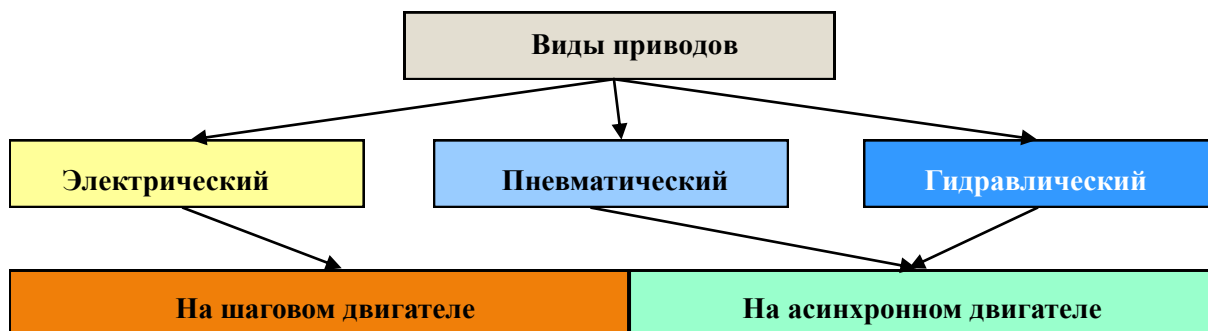 Виды приводов
Электрический
Пневматический
Гидравлический
На шаговом двигателе
На асинхронном двигателе